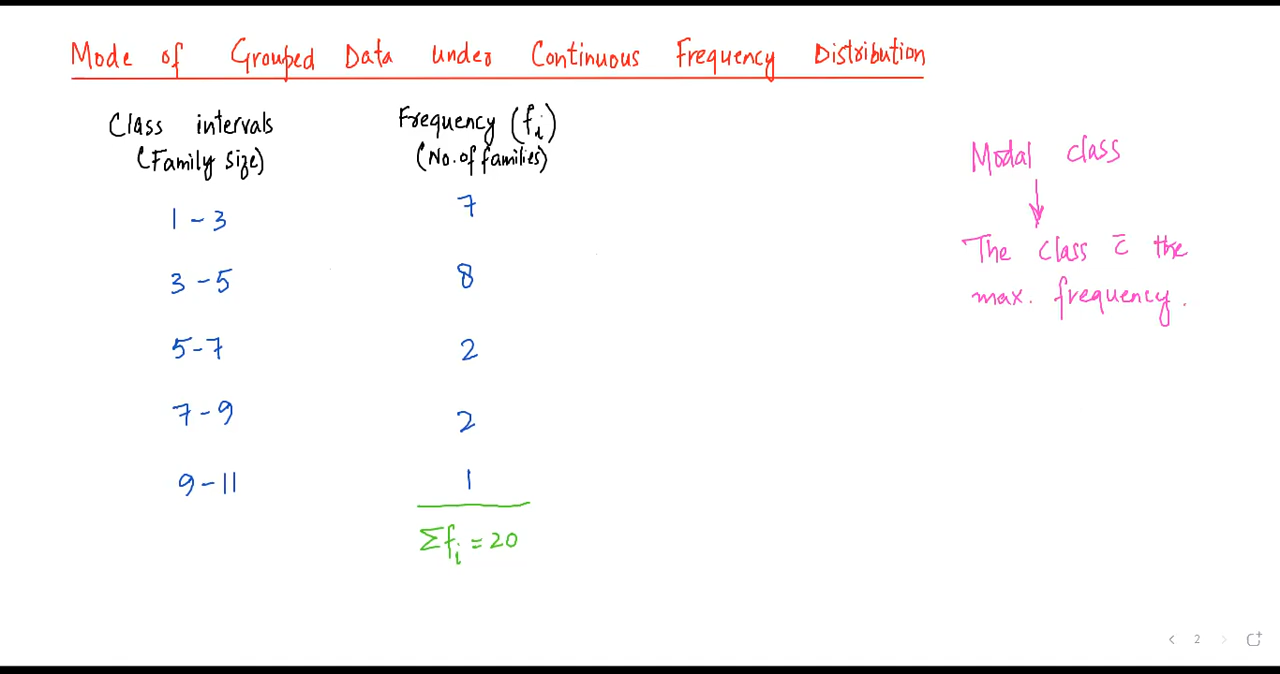 Mode of Grouped Data under Continuous Frequency Distribution
Class intervals Frequency (fi)
(Family size) (No. of families)
1 - 3 7
3 - 5 8
5 - 7 2
7 - 9 2
9 - 11 1
Σfi = 20
Modal class
↓
The class c̄ the
max. frequency.
< 2 >